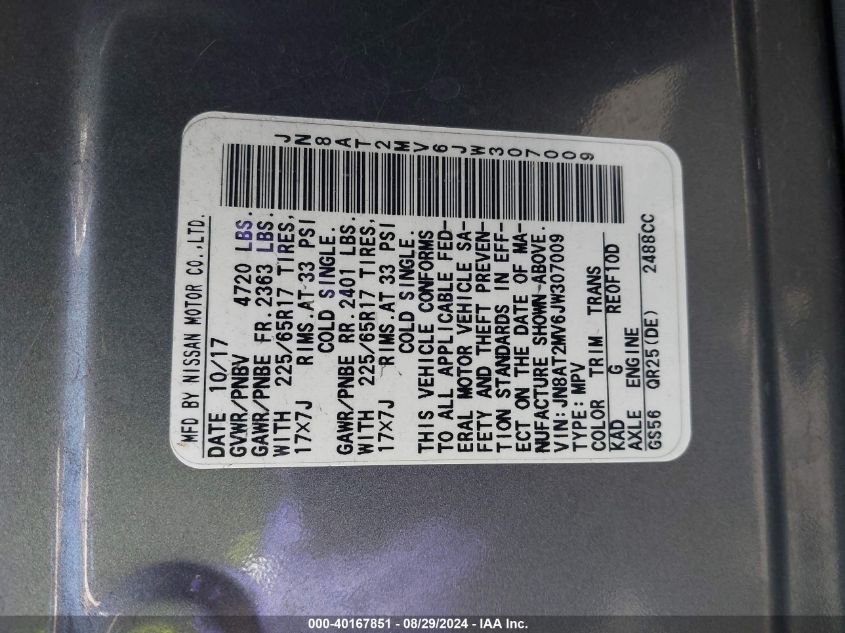 JN8AT2MV6JW307009
MFD BY NISSAN MOTOR CO.,LTD.
DATE 10/17
GVWR/PNBV 4720 LBS.
GAWR/PNBE FR.2363 LBS.
WITH 225/65R17 TIRES,
17X7J RIMS.AT 33 PSI
COLD SINGLE.
GAWR/PNBE RR.2401 LBS.
WITH 225/65R17 TIRES,
17X7J RIMS.AT 33 PSI
COLD SINGLE.
THIS VEHICLE CONFORMS
TO ALL APPLICABLE FED-
ERAL MOTOR VEHICLE SA-
FETY AND THEFT PREVEN-
TION STANDARDS IN EFF-
ECT ON THE DATE OF MA-
NUFACTURE SHOWN ABOVE.
VIN:JN8AT2MV6JW307009
TYPE:MPV
COLOR TRIM TRANS
KAD G RE0F10D
AXLE ENGINE
GS56 QR25(DE) 2488CC
000-40167851 - 08/29/2024 - IAA Inc.